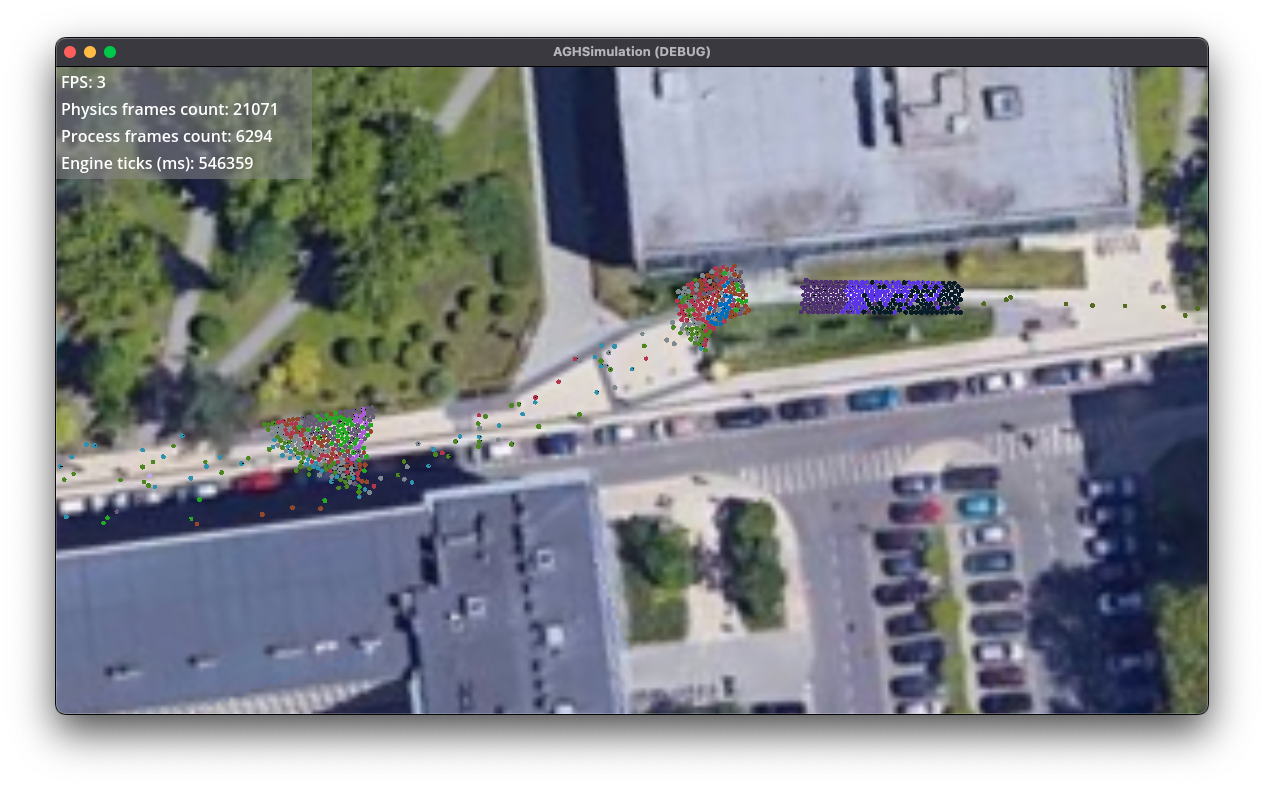 AGHSimulation (DEBUG)
FPS: 3
Physics frames count: 21071
Process frames count: 6294
Engine ticks (ms): 546359